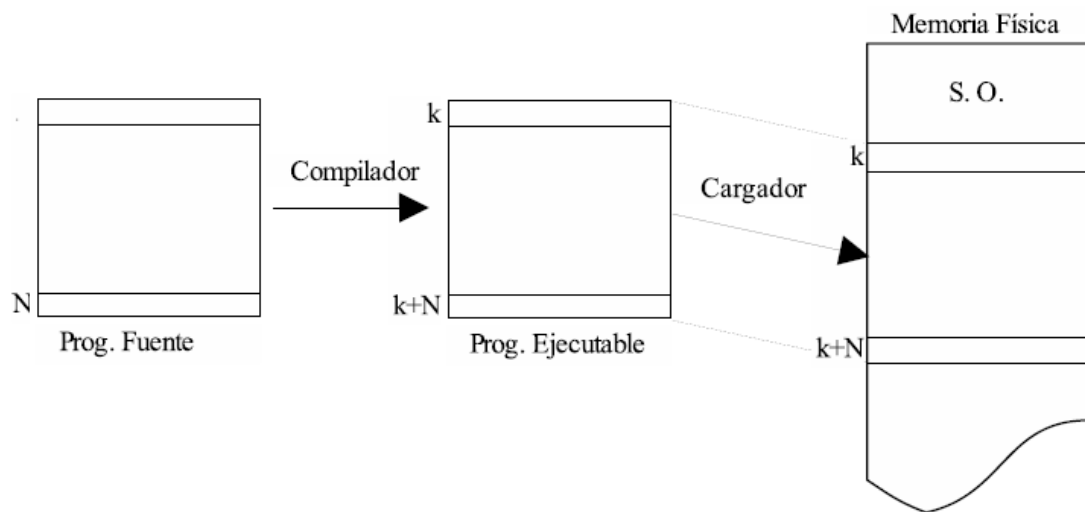 Memoria Física
S. O.
k
k
Compilador
Cargador
N
k+N
k+N
Prog. Fuente
Prog. Ejecutable